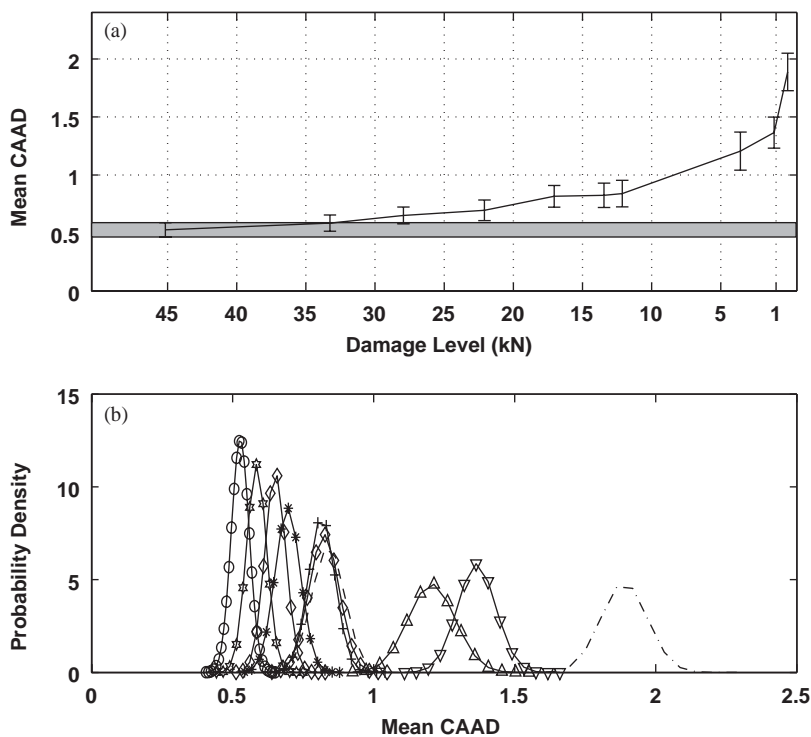 (a)
2
1.5
1
0.5
0
Mean CAAD
45 40 35 30 25 20 15 10 5 1
Damage Level (kN)
(b)
15
10
5
0
Probability Density
0 0.5 1 1.5 2 2.5
Mean CAAD